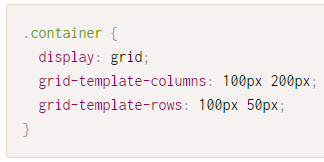 .container {
  display: grid;
  grid-template-columns: 100px 200px;
  grid-template-rows: 100px 50px;
}